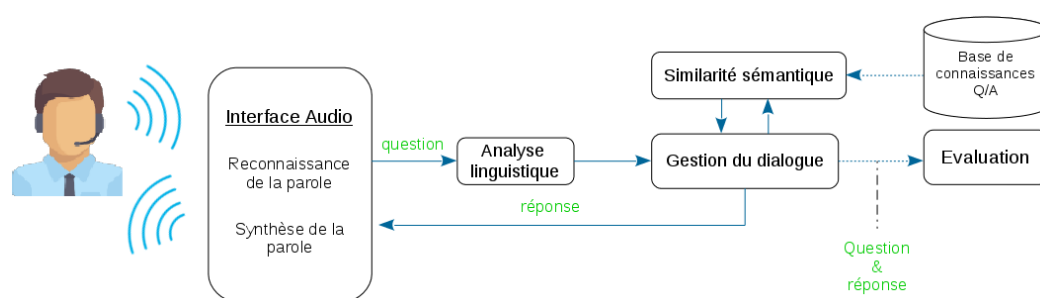 Interface Audio
Reconnaissance
de la parole
Synthèse de la
parole
question
Analyse
linguistique
réponse
Similarité sémantique
Gestion du dialogue
Base de
connaissances
Q/A
Evaluation
Question
&
réponse